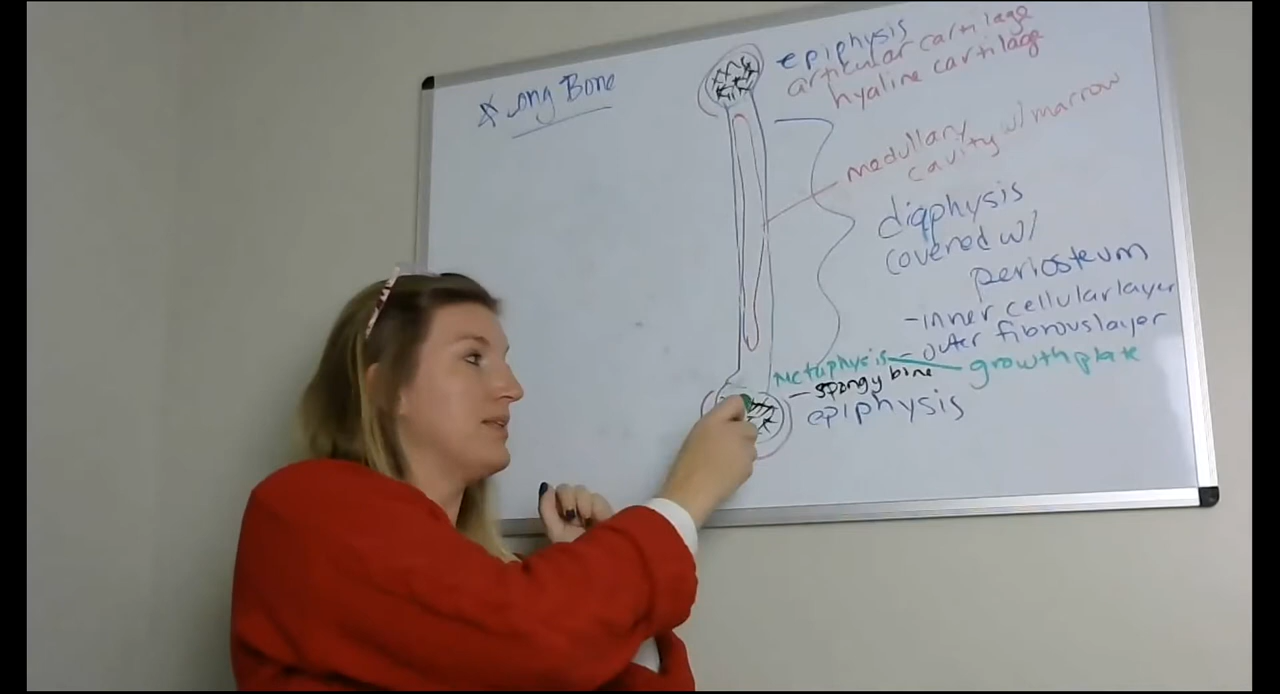 Long Bone
epiphysis
articular cartilage
hyaline cartilage
medullary
cavity w/ marrow
diaphysis
covered w/
periosteum
- inner cellular layer
- outer fibrous layer
Metaphysis growth plate
- spongy bone
epiphysis